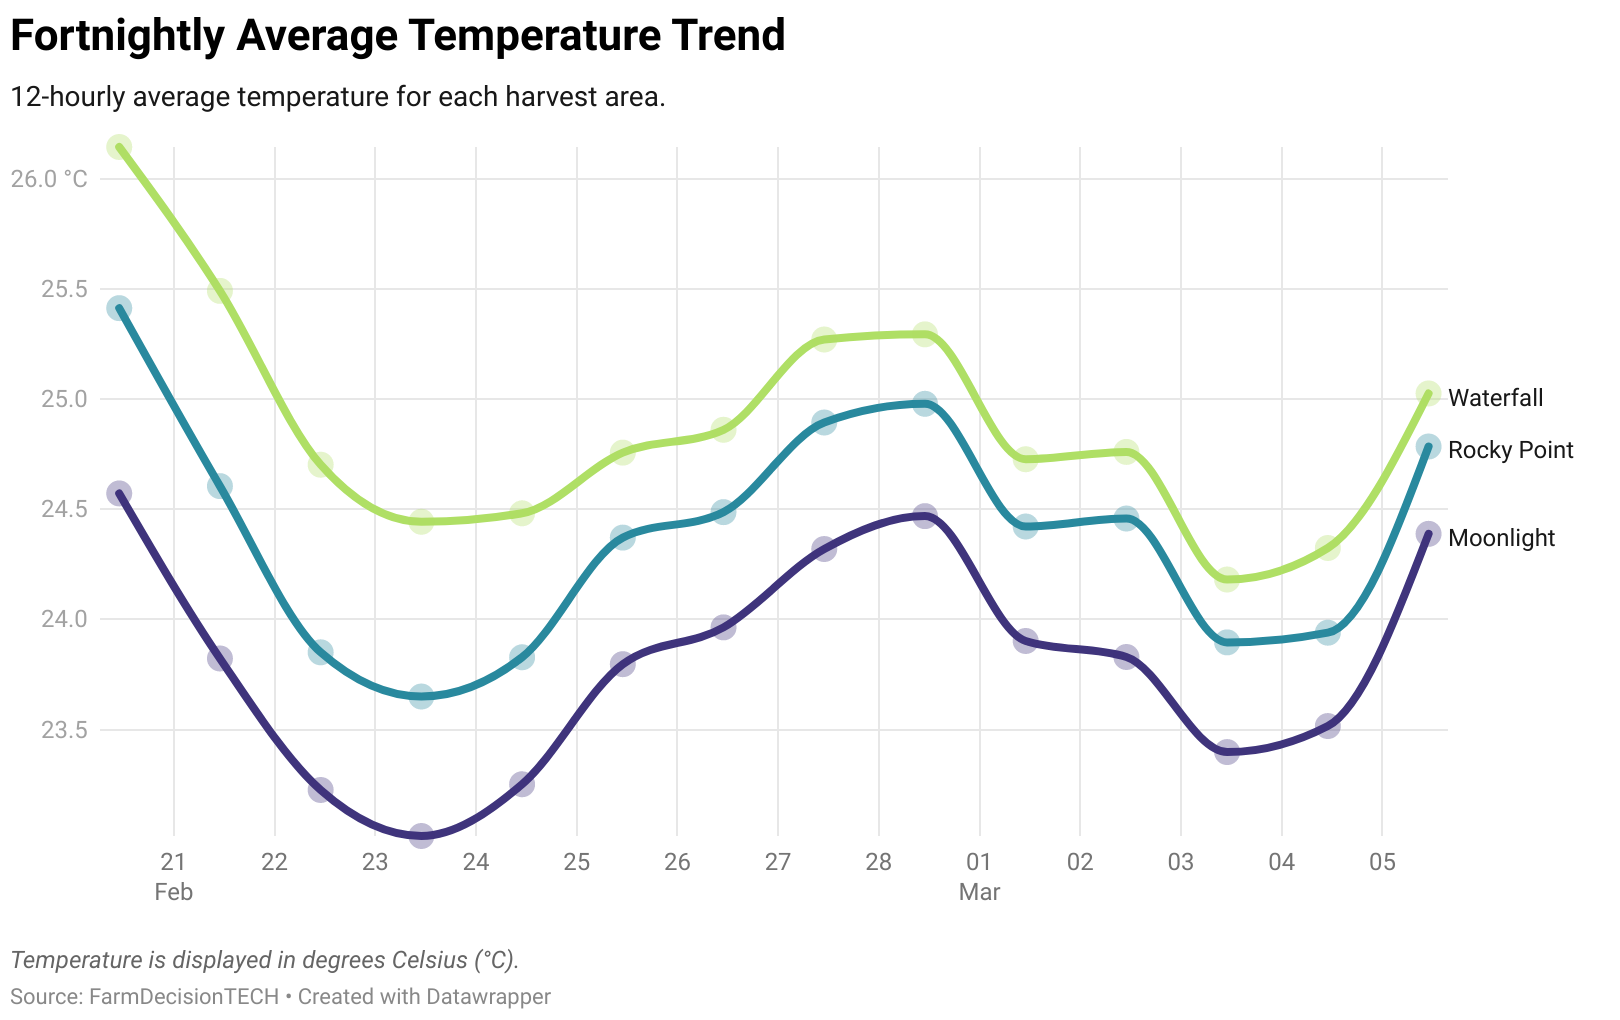 Fortnightly Average Temperature Trend
12-hourly average temperature for each harvest area.
26.0 °C
25.5
25.0
24.5
24.0
23.5
Waterfall
Rocky Point
Moonlight
21 22 23 24 25 26 27 28 01 02 03 04 05
Feb Mar
Temperature is displayed in degrees Celsius (°C).
Source: FarmDecisionTECH • Created with Datawrapper